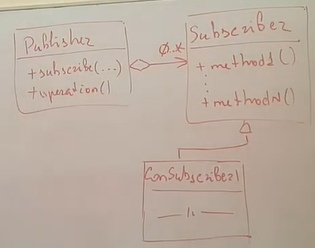 Publisher
+subscribe(...)
+operation()
0..*
Subscriber
+method1()
+methodN()
ConSubscriber1